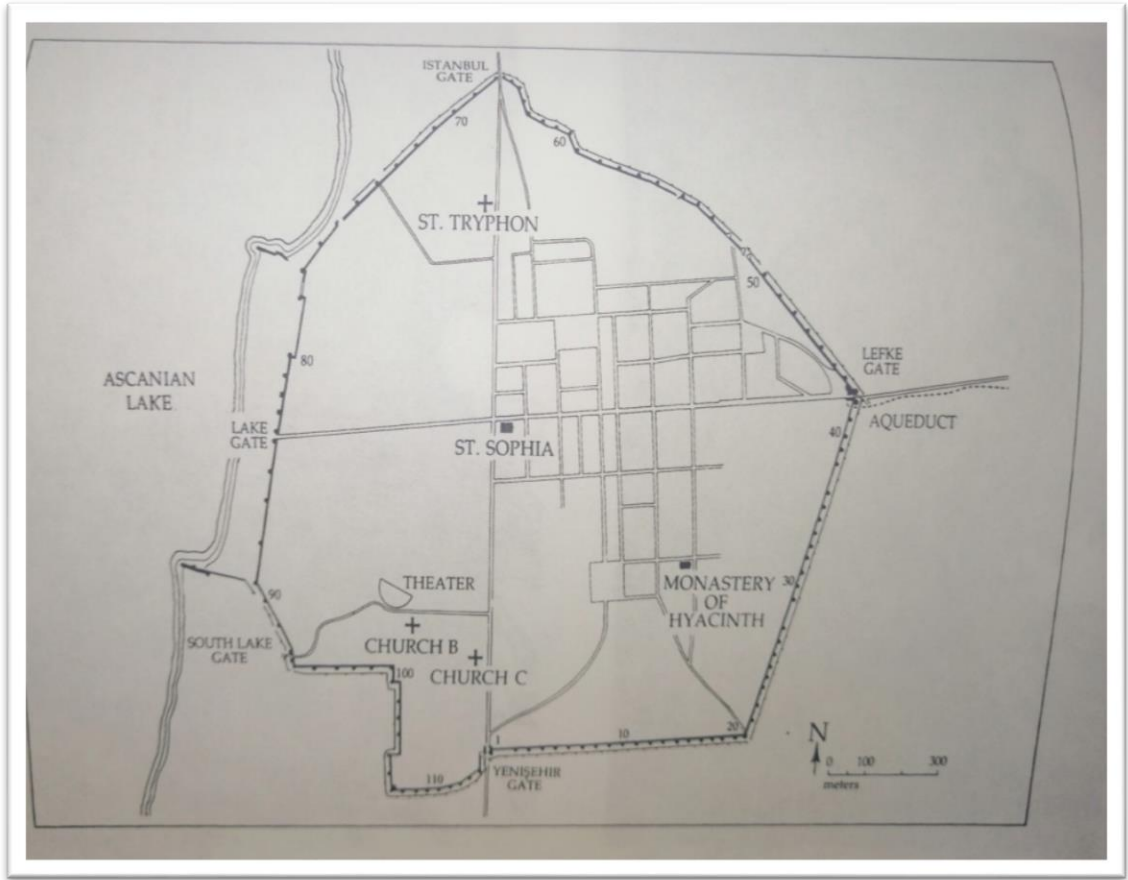 ISTANBUL
GATE
70
60
ST. TRYPHON
50
80
LEFKE
GATE
ASCANIAN
LAKE
LAKE
GATE
AQUEDUCT
40
ST. SOPHIA
THEATER
MONASTERY
OF
HYACINTH
30
90
SOUTH LAKE
GATE
CHURCH B
CHURCH C
100
20
10
1
N
0 100 300
meters
YENIŞEHIR
GATE
110